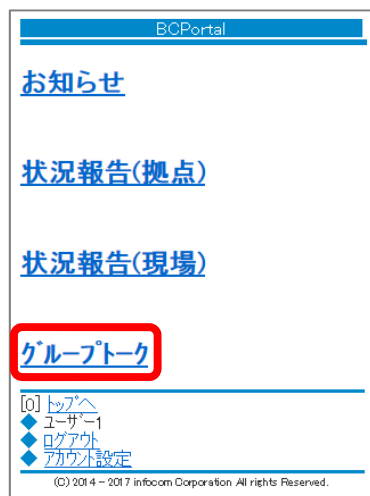 BCPortal
お知らせ
状況報告(拠点)
状況報告(現場)
ｸﾞﾙｰﾌﾟﾄｰｸ
[0] ﾄｯﾌﾟへ
◆ ﾕｰｻﾞｰ1
◆ ﾛｸﾞｱｳﾄ
◆ ｱｶｳﾝﾄ設定
(C) 2014 - 2017 infocom Corporation All rights Reserved.